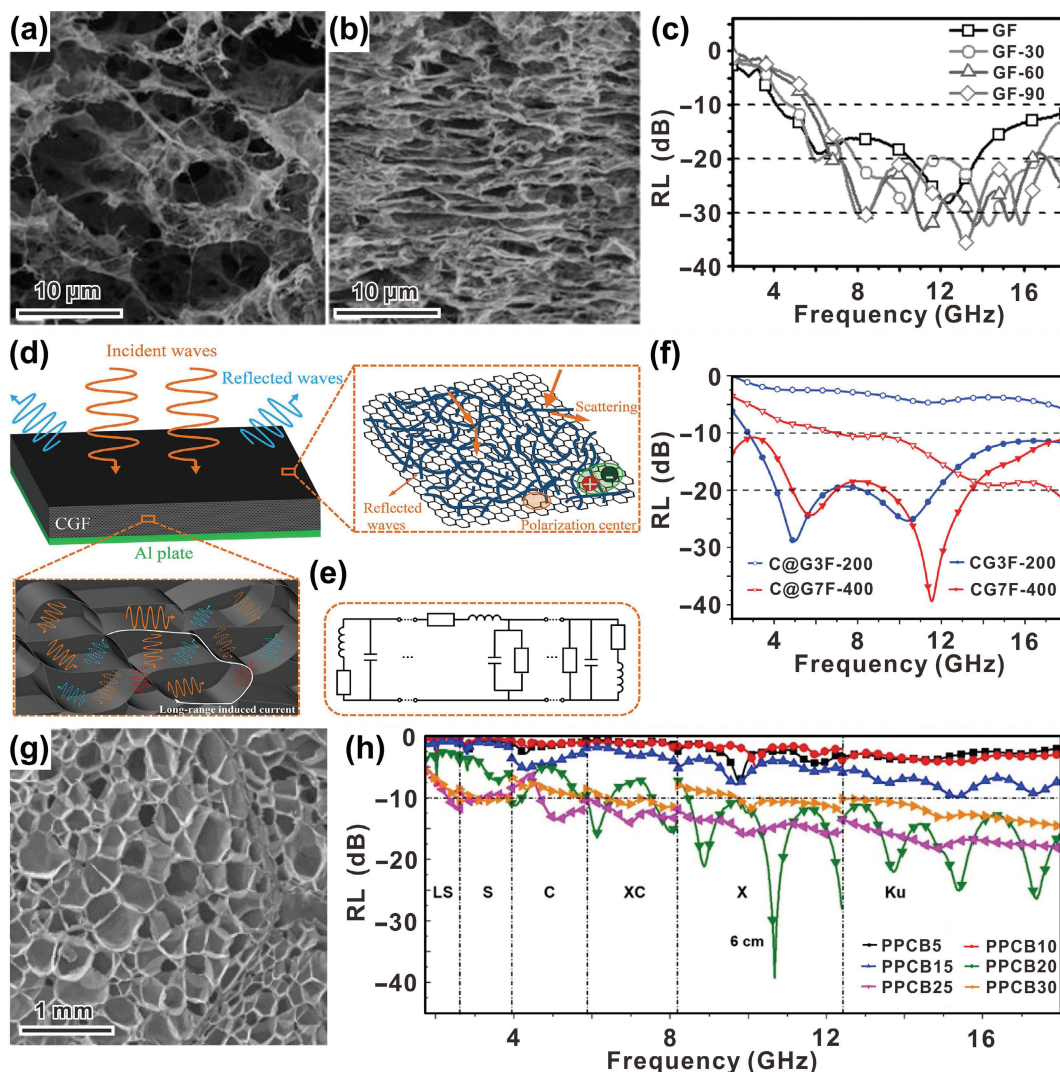 (a)
10 μm
(b)
10 μm
(c)
GF
GF-30
GF-60
GF-90
0
−10
−20
−30
−40
RL (dB)
4 8 12 16
Frequency (GHz)
(d)
Incident waves
Reflected waves
CGF
Al plate
Scattering
Reflected
waves
Polarization center
+
-
Long-range induced current
(e)
(f)
0
−10
−20
−30
−40
RL (dB)
C@G3F-200 CG3F-200
C@G7F-400 CG7F-400
4 8 12 16
Frequency (GHz)
(g)
1 mm
(h)
0
−10
−20
−30
−40
RL (dB)
LS S C XC X Ku
6 cm
PPCB5 PPCB10
PPCB15 PPCB20
PPCB25 PPCB30
4 8 12 16
Frequency (GHz)